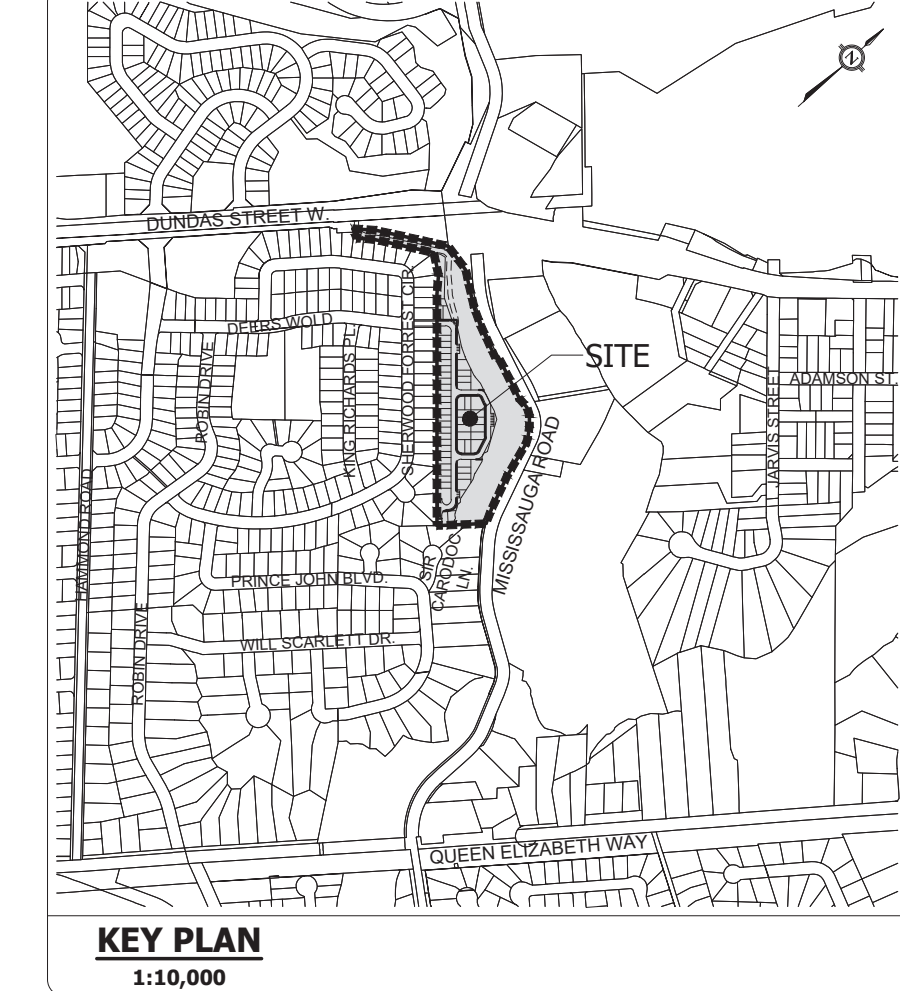 N
DUNDAS STREET W.
DEERS WOLD
ROBIN DRIVE
KING RICHARDS PL.
SHERWOOD FORREST CIR.
SITE
ADAMSON ST.
JARVIS STREET
HAMMOND ROAD
MISSISSAUGA ROAD
SIR
CARODOC
LN.
PRINCE JOHN BLVD.
WILL SCARLETT DR.
ROBIN DRIVE
QUEEN ELIZABETH WAY
KEY PLAN
1:10,000